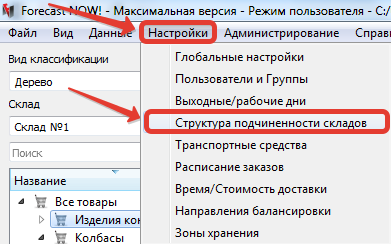 Forecast NOW! - Максимальная версия - Режим пользователя - C:/
Файл Вид Данные Настройки Администрирование
Вид классификации
Дерево
Склад
Склад №1
Поиск
Название
Все товары
Изделия кон
Колбасы
Глобальные настройки
Пользователи и Группы
Выходные/рабочие дни
Структура подчиненности складов
Транспортные средства
Расписание заказов
Время/Стоимость доставки
Направления балансировки
Зоны хранения